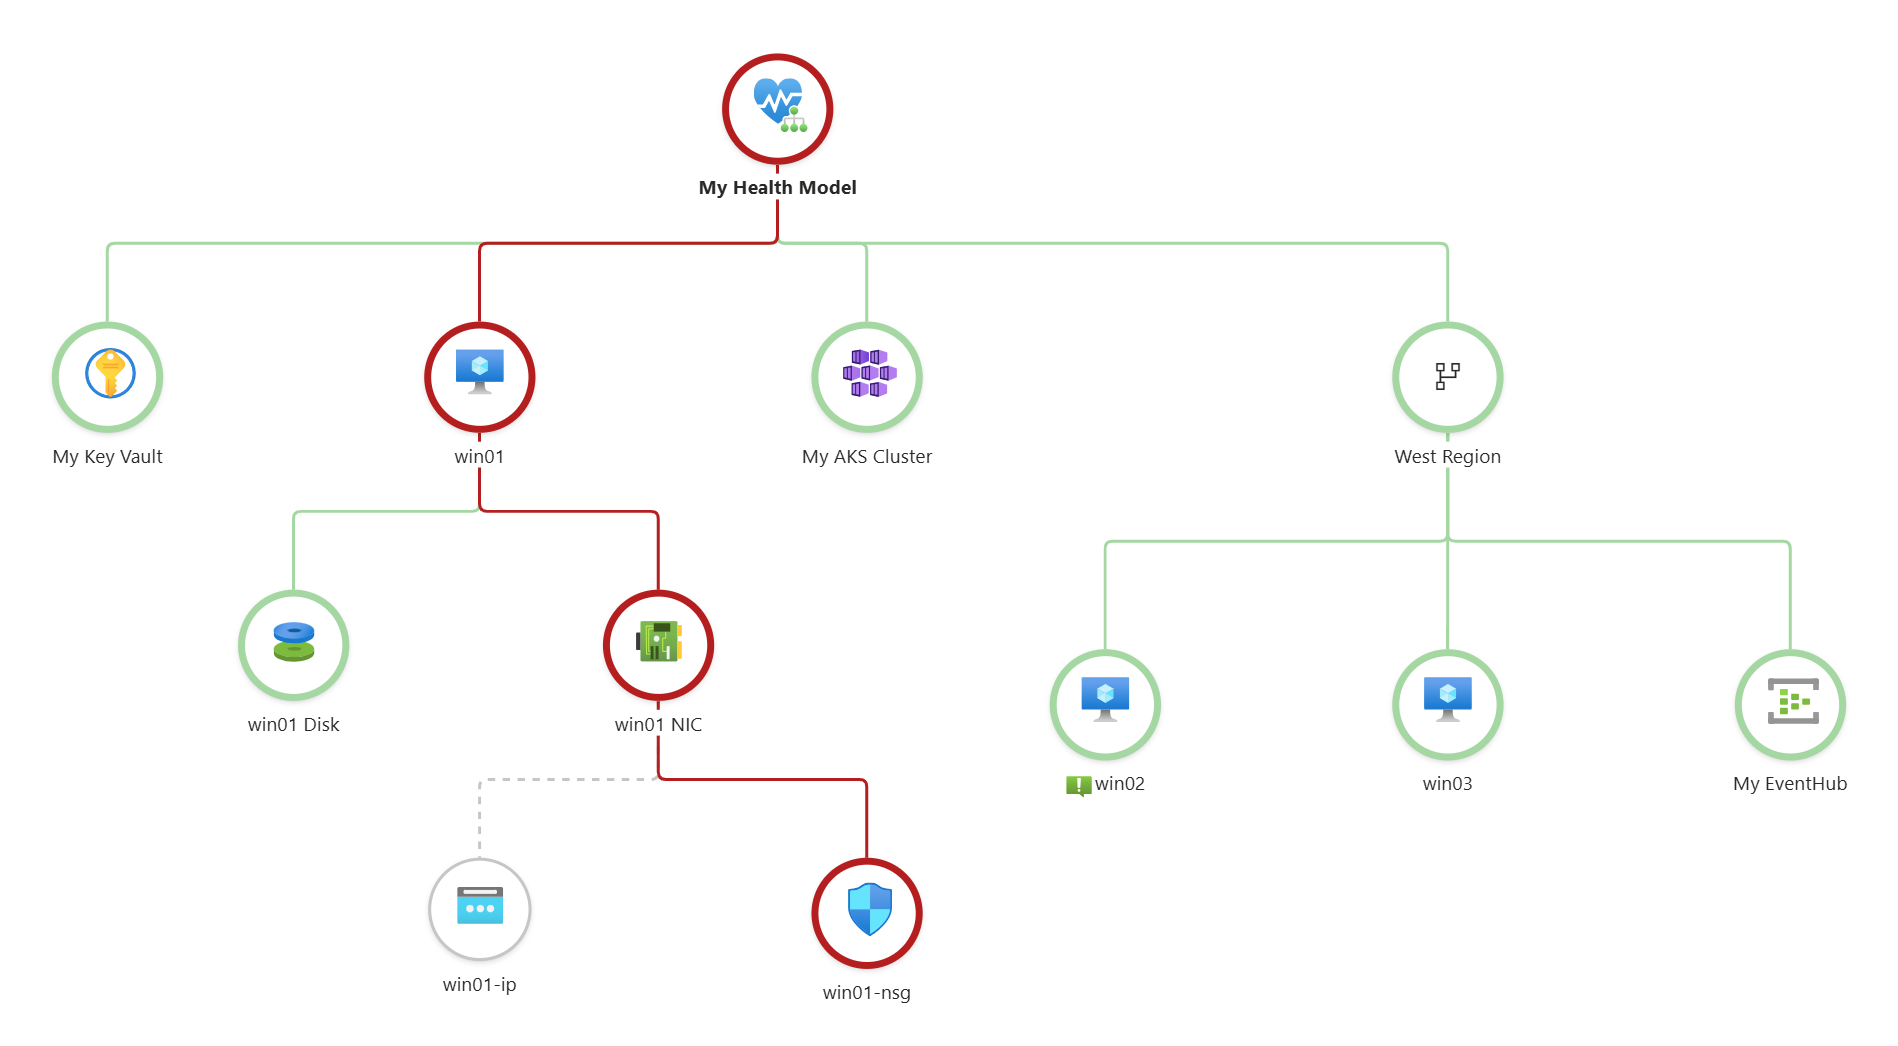 My Health Model
My Key Vault
win01
My AKS Cluster
West Region
win01 Disk
win01 NIC
win02
win03
My EventHub
win01-ip
win01-nsg